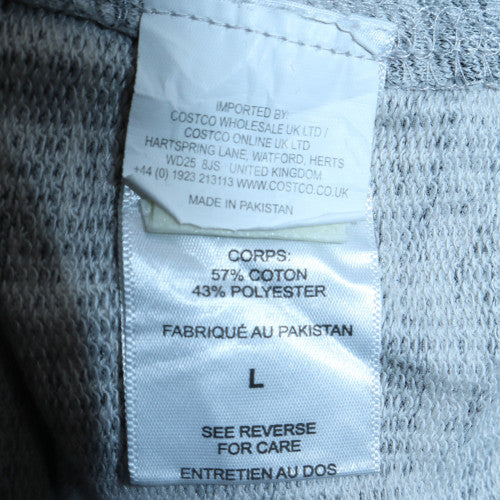 IMPORTED BY:
COSTCO WHOLESALE UK LTD /
COSTCO ONLINE UK LTD
HARTSPRING LANE, WATFORD, HERTS
WD25 8JS UNITED KINGDOM
+44 (0) 1923 213113 WWW.COSTCO.CO.UK
MADE IN PAKISTAN
CORPS:
57% COTON
43% POLYESTER
FABRIQUÉ AU PAKISTAN
L
SEE REVERSE
FOR CARE
ENTRETIEN AU DOS